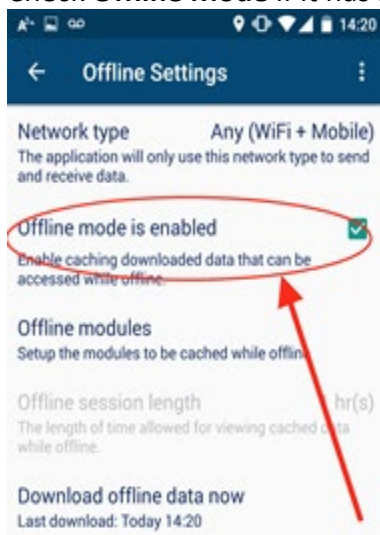 14:20
Offline Settings
Network type Any (WiFi + Mobile)
The application will only use this network type to send
and receive data.
Offline mode is enabled
Enable caching downloaded data that can be
accessed while offline.
Offline modules
Setup the modules to be cached while offline
Offline session length hr(s)
The length of time allowed for viewing cached data
while offline.
Download offline data now
Last download: Today 14:20